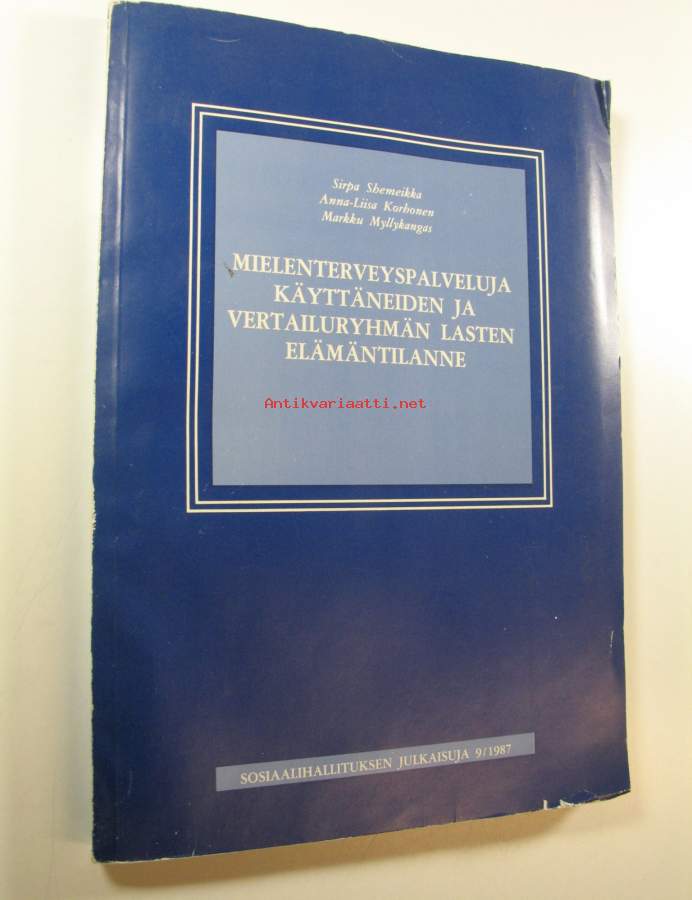 Sirpa Shemeikka
Anna-Liisa Korhonen
Markku Myllykangas
MIELENTERVEYSPALVELUJA
KÄYTTÄNEIDEN JA
VERTAILURYHMÄN LASTEN
ELÄMÄNTILANNE
Antikvariaatti.net
SOSIAALIHALLITUKSEN JULKAISUJA 9/1987